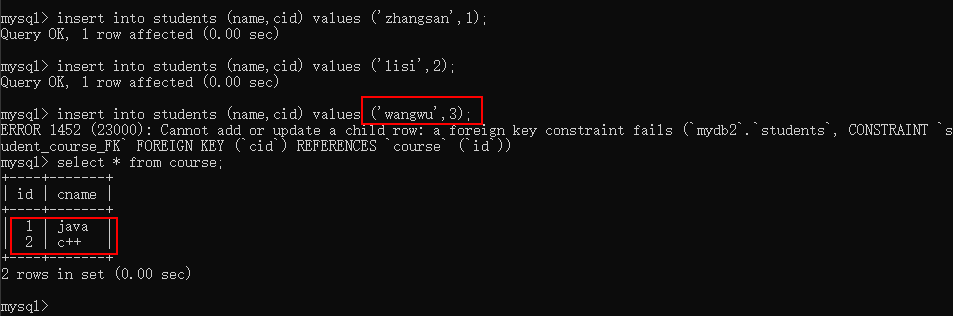 mysql> insert into students (name,cid) values ('zhangsan',1);
Query OK, 1 row affected (0.00 sec)
mysql> insert into students (name,cid) values ('lisi',2);
Query OK, 1 row affected (0.00 sec)
mysql> insert into students (name,cid) values ('wangwu',3);
ERROR 1452 (23000): Cannot add or update a child row: a foreign key constraint fails (`mydb2`.`students`, CONSTRAINT `s
udent_course_FK` FOREIGN KEY (`cid`) REFERENCES `course` (`id`))
mysql> select * from course;
+----+-------+
| id | cname |
+----+-------+
| 1 | java |
| 2 | c++ |
+----+-------+
2 rows in set (0.00 sec)
mysql>